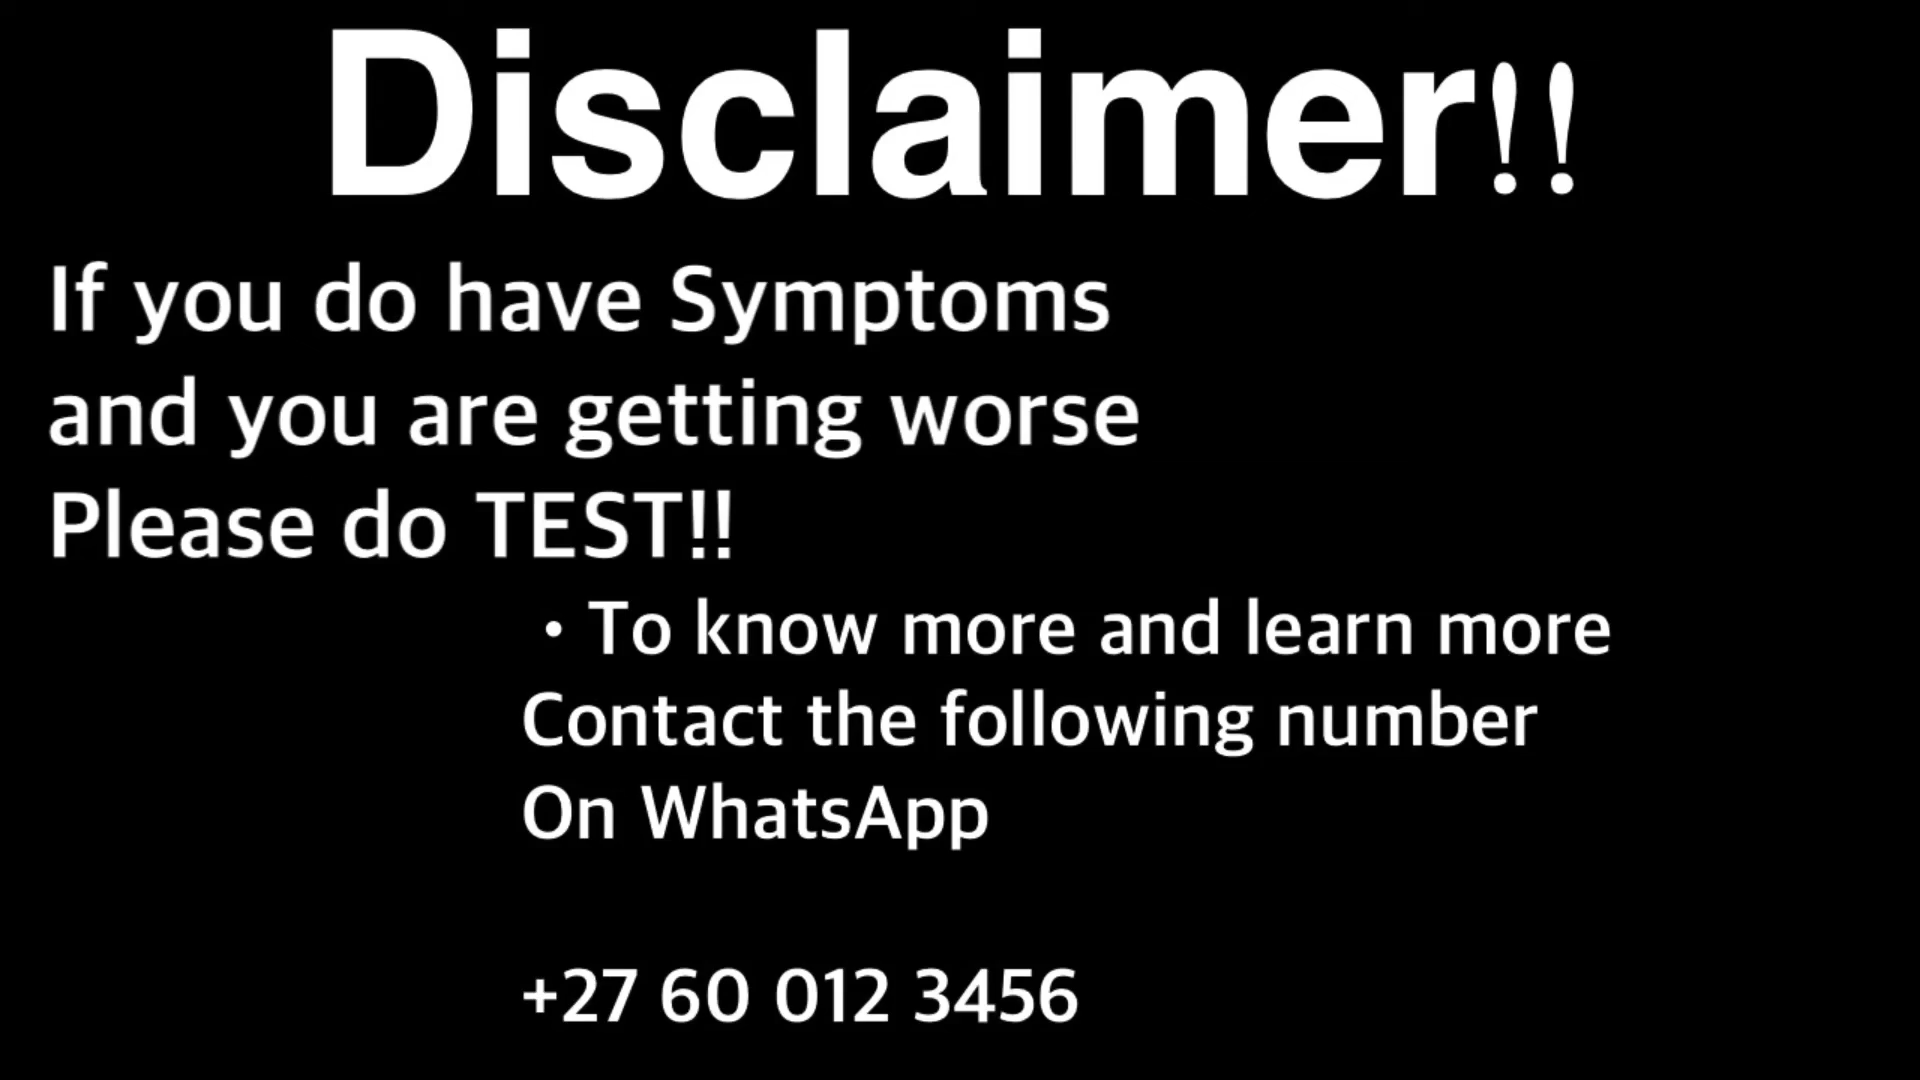 Disclaimer!!
If you do have Symptoms
and you are getting worse
Please do TEST!!
• To know more and learn more
Contact the following number
On WhatsApp
+27 60 012 3456